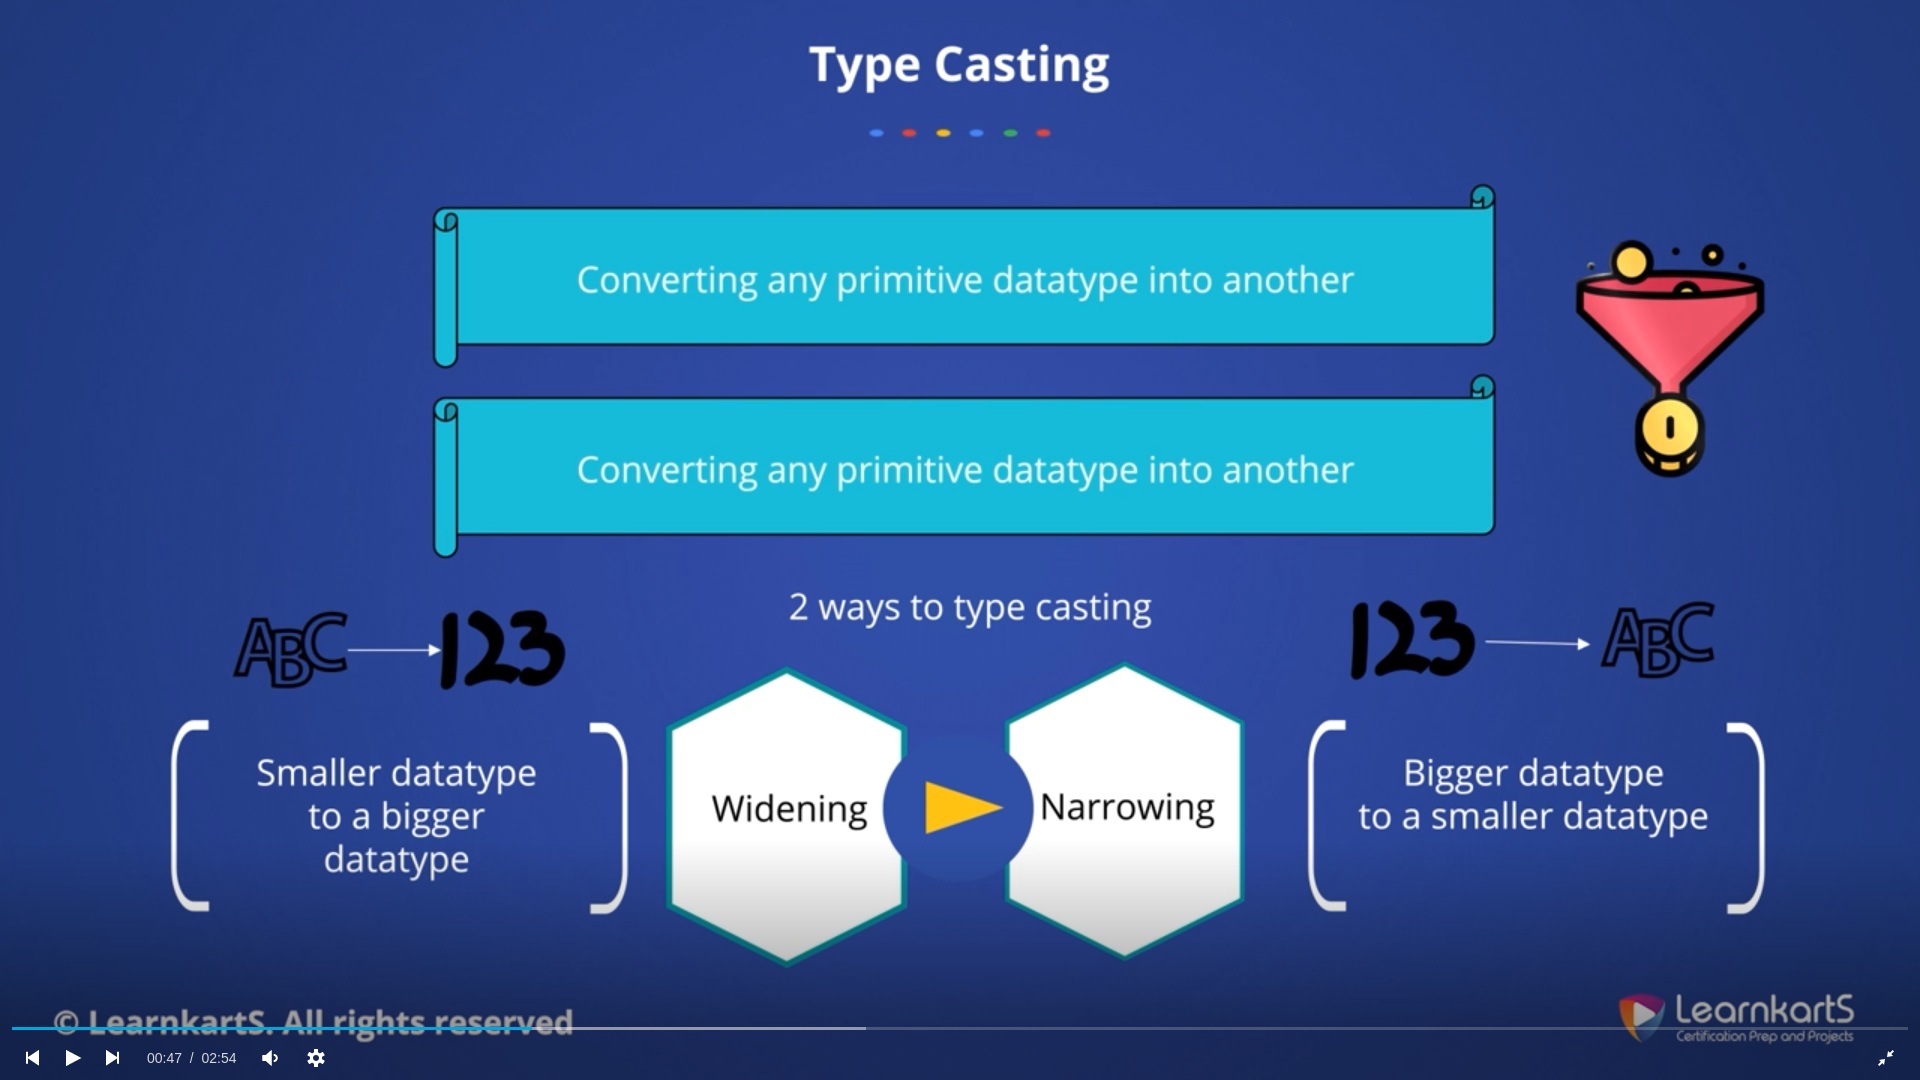 Type Casting
Converting any primitive datatype into another
Converting any primitive datatype into another
2 ways to type casting
ABC
123
123
ABC
Smaller datatype
to a bigger
datatype
Widening
Narrowing
Bigger datatype
to a smaller datatype
© LearnkartS. All rights reserved
LearnkartS
Certification Prep and Projects
00:47 / 02:54